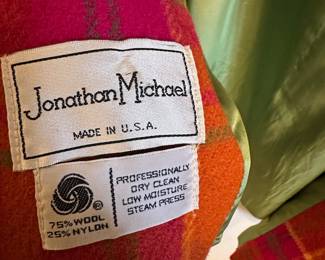 Jonathan Michael
MADE IN U.S.A.
75% WOOL
25% NYLON
PROFESSIONALLY
DRY CLEAN
LOW MOISTURE
STEAM PRESS